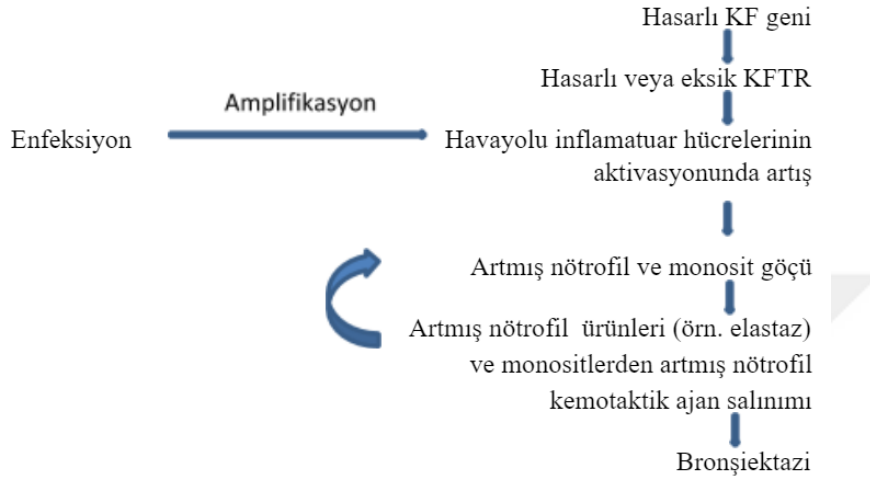 Hasarlı KF geni
Hasarlı veya eksik KFTR
Amplifikasyon
Enfeksiyon
Havayolu inflamatuar hücrelerinin
aktivasyonunda artış
Artmış nötrofil ve monosit göçü
Artmış nötrofil ürünleri (örn. elastaz)
ve monositlerden artmış nötrofil
kemotaktik ajan salınımı
Bronşiektazi